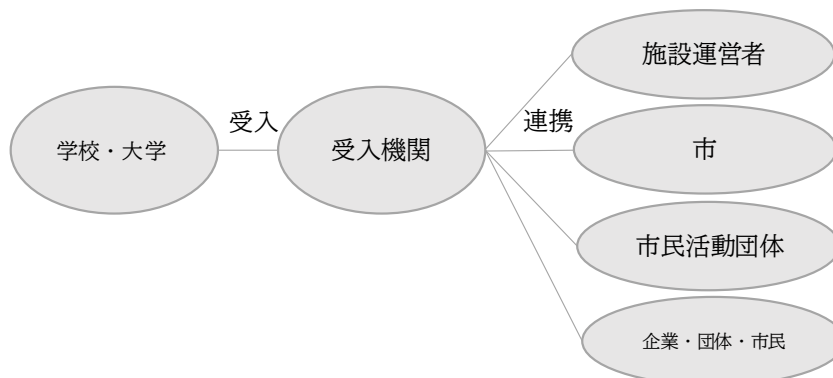 学校・大学
受入
受入機関
連携
施設運営者
市
市民活動団体
企業・団体・市民